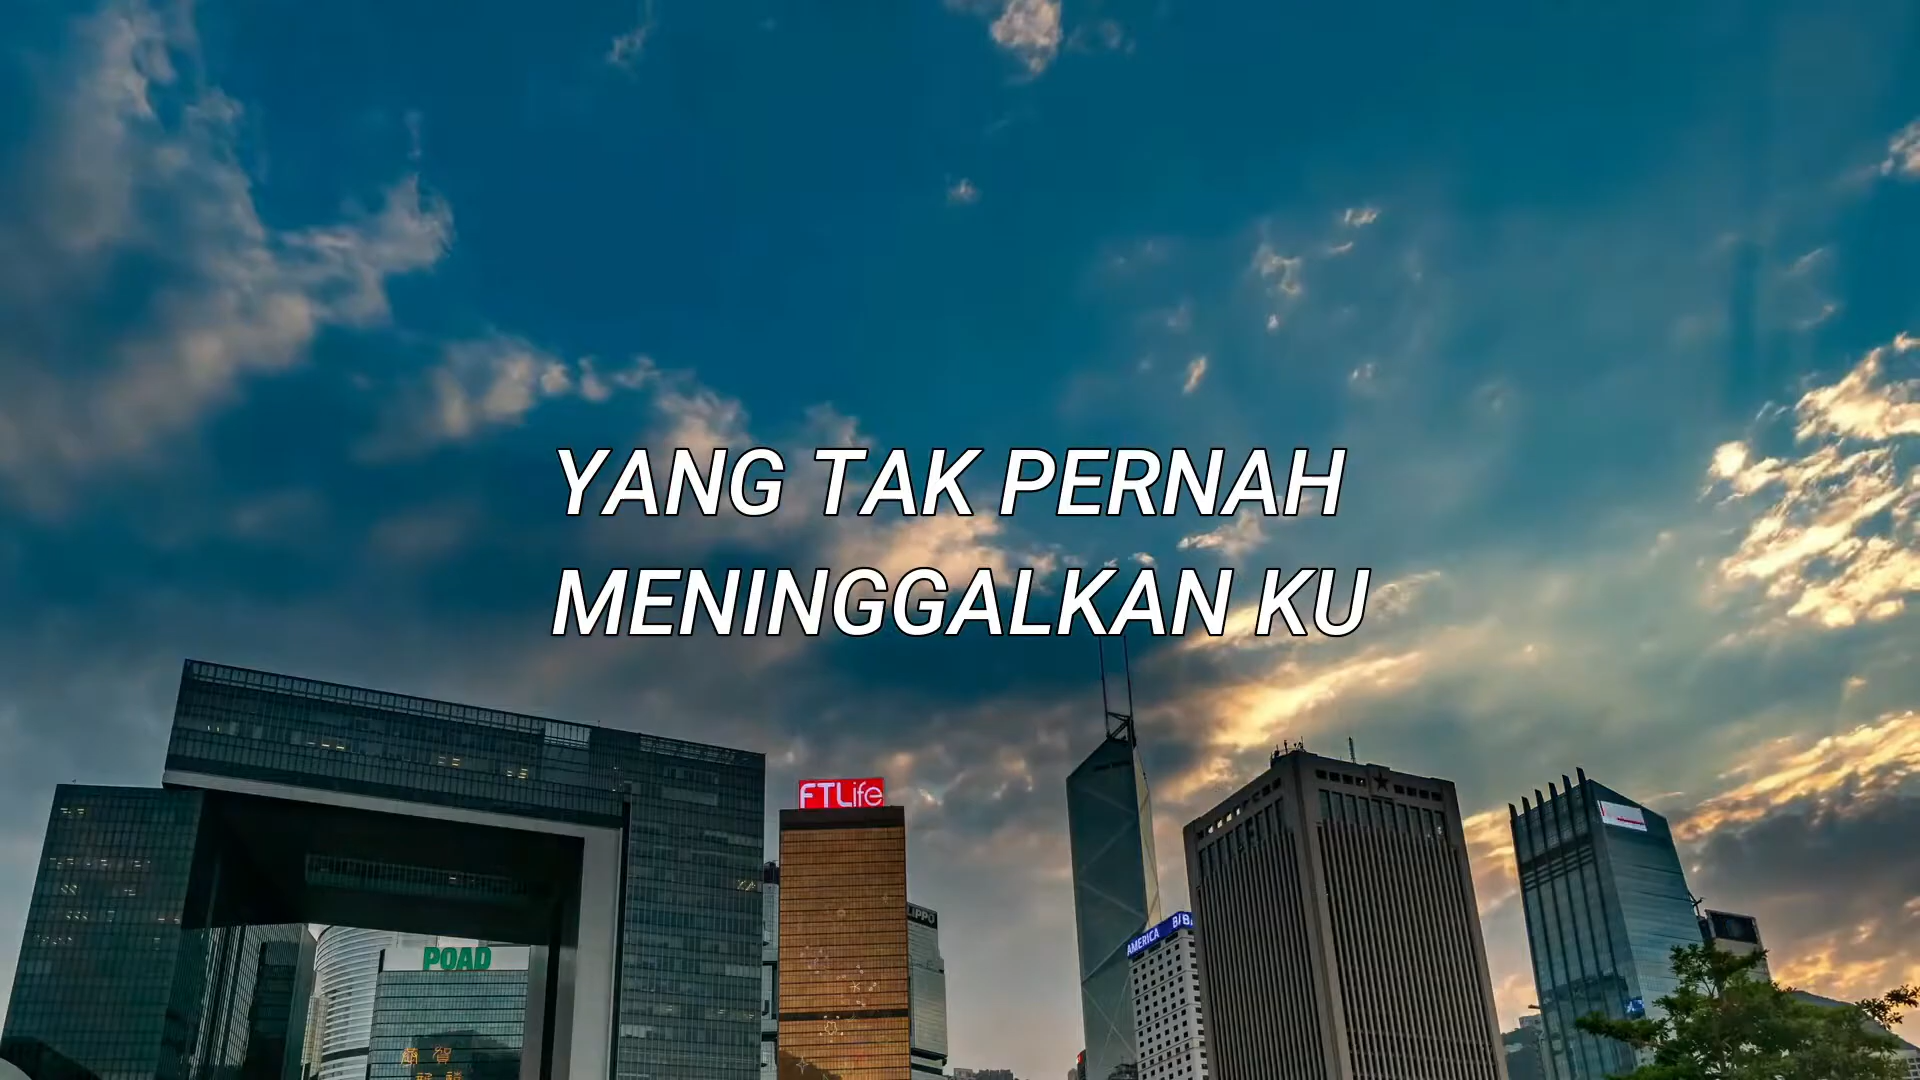 YANG TAK PERNAH
MENINGGALKAN KU
FTLife
LIPPO
AMERICA
POAD